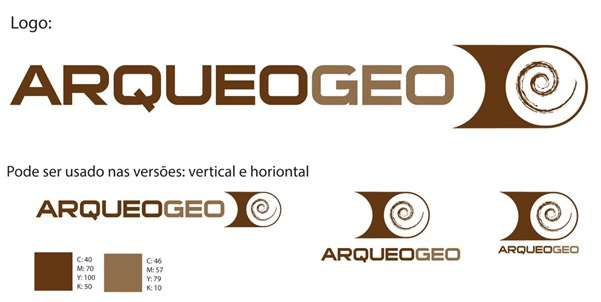 Logo:
ARQUEOGEO
Pode ser usado nas versões: vertical e horiontal
ARQUEOGEO
ARQUEOGEO
ARQUEOGEO
C: 40
M: 70
Y: 100
K: 50
C: 46
M: 57
Y: 79
K: 10